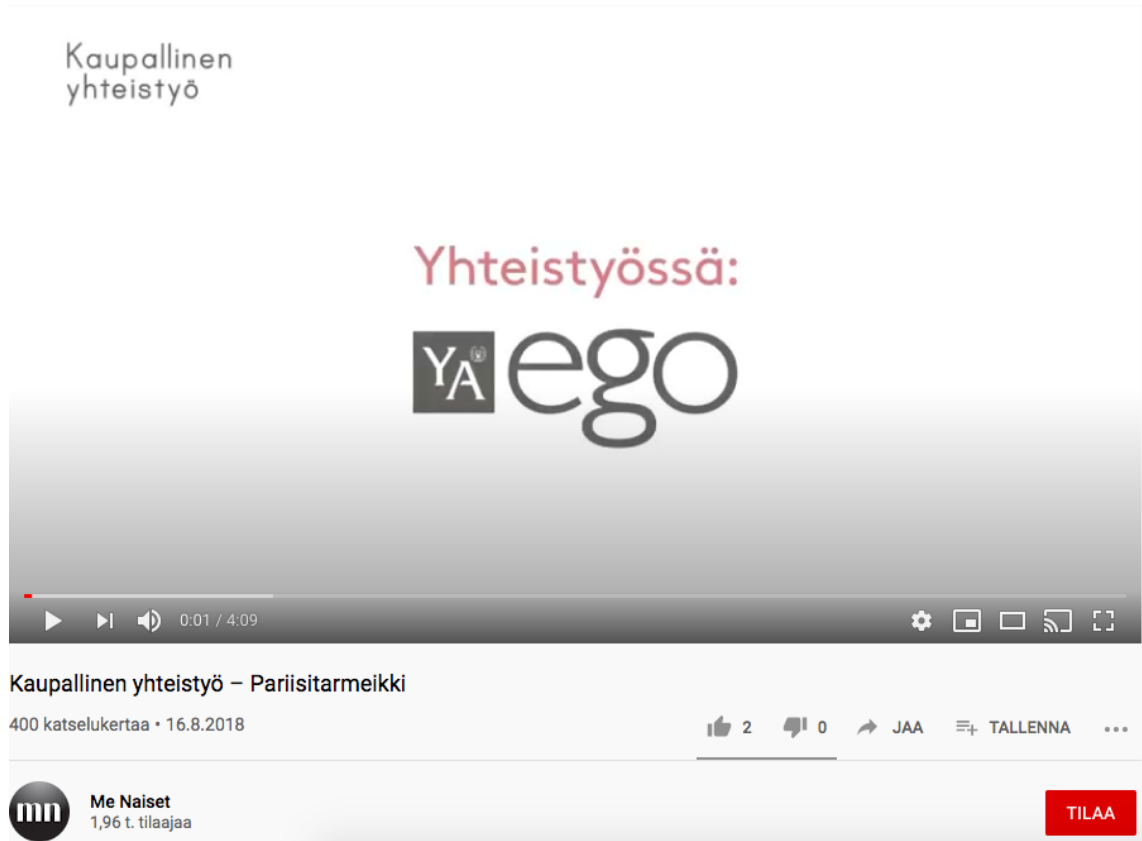 Kaupallinen
yhteistyö
Yhteistyössä:
YA ego
0:01 / 4:09
Kaupallinen yhteistyö – Pariisitarmeikki
400 katselukertaa • 16.8.2018
2 0 JAA TALLENNA
mn
Me Naiset
1,96 t. tilaajaa
TILAA